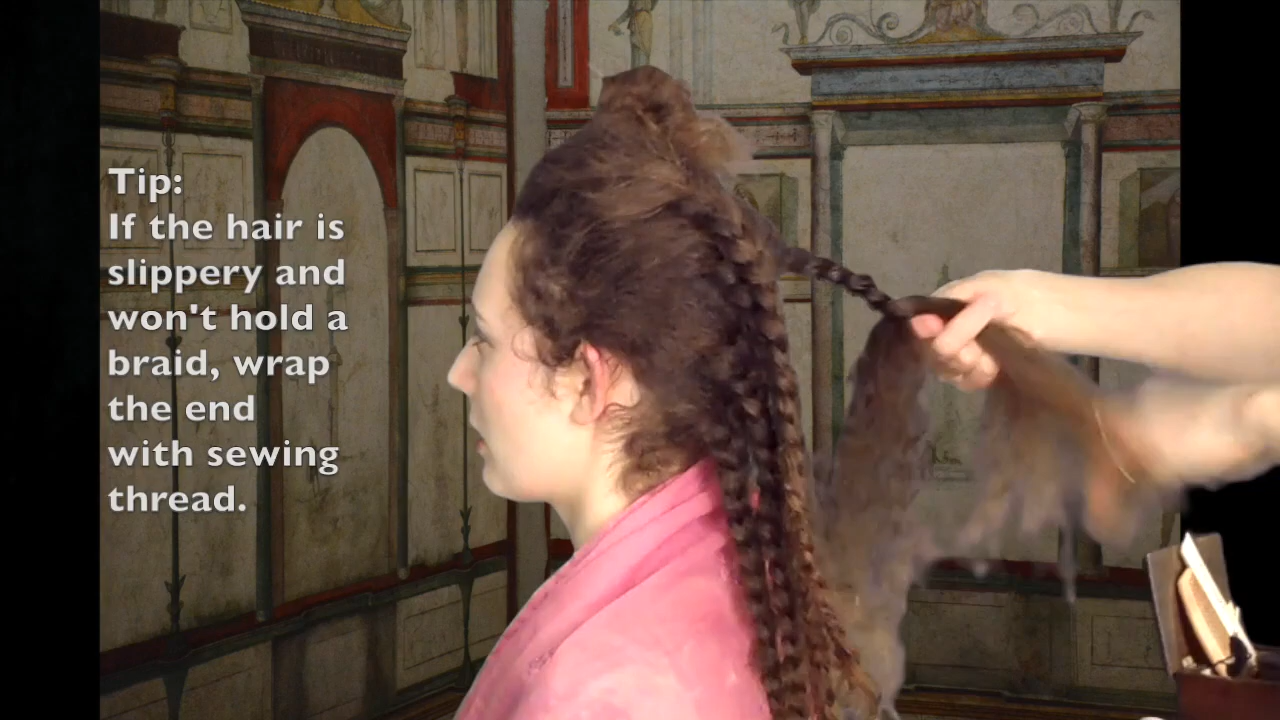 Tip:
If the hair is
slippery and
won't hold a
braid, wrap
the end
with sewing
thread.